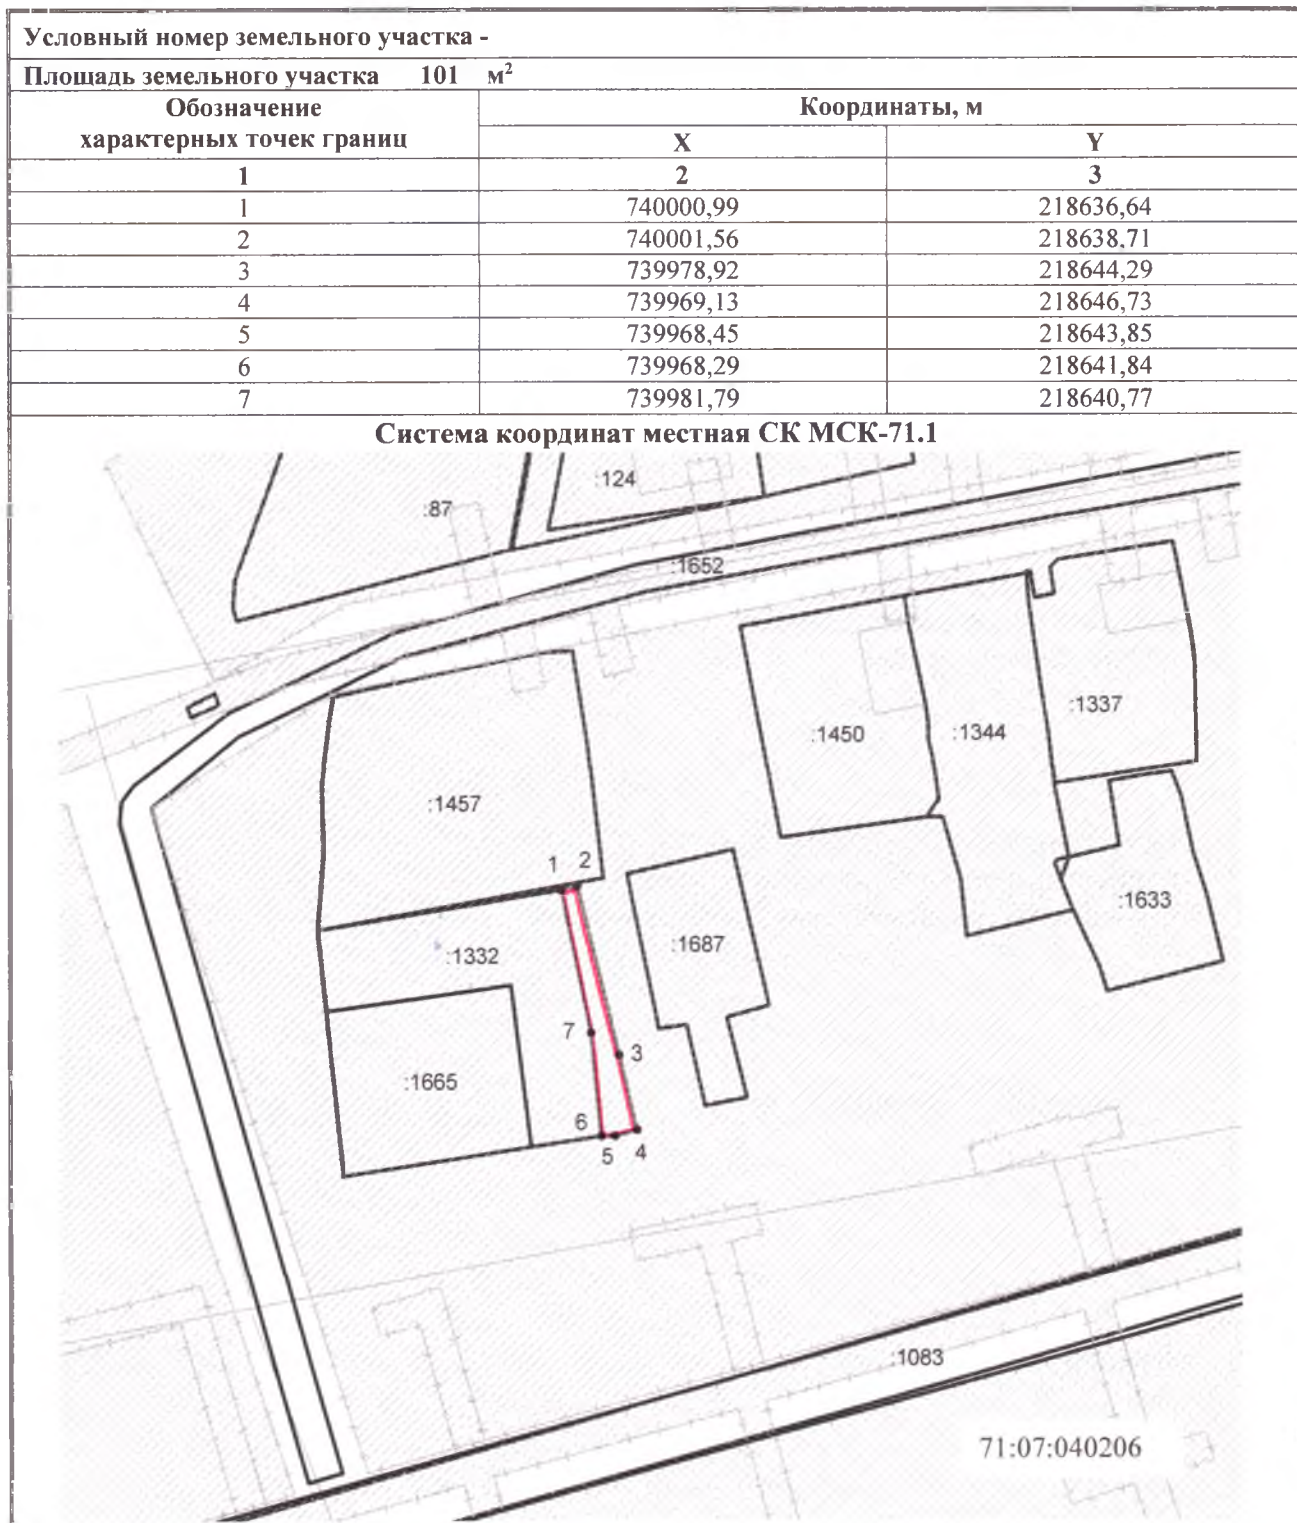 Условный номер земельного участка -
Площадь земельного участка 101 м²
Обозначение характерных точек границ
Координаты, м
X Y
1 2 3
1 740000,99 218636,64
2 740001,56 218638,71
3 739978,92 218644,29
4 739969,13 218646,73
5 739968,45 218643,85
6 739968,29 218641,84
7 739981,79 218640,77
Система координат местная СК МСК-71.1
:124
:87
:1652
:1337
:1450
:1344
:1457
1 2
:1633
:1687
:1332
7
3
:1665
6
5 4
:1083
71:07:040206